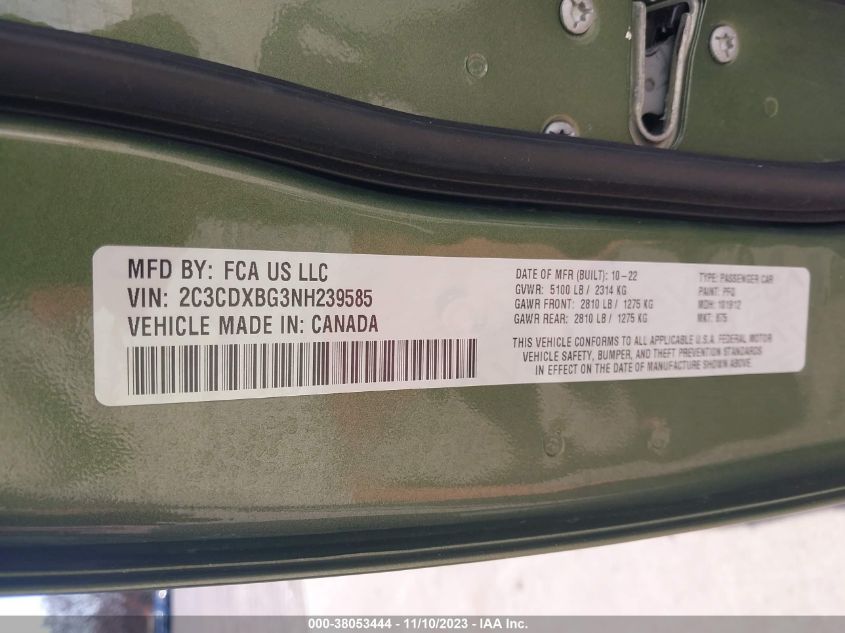 MFD BY: FCA US LLC
VIN: 2C3CDXBG3NH239585
VEHICLE MADE IN: CANADA
DATE OF MFR (BUILT): 10-22
GVWR: 5100 LB / 2314 KG
GAWR FRONT: 2810 LB / 1275 KG
GAWR REAR: 2810 LB / 1275 KG
TYPE: PASSENGER CAR
PAINT: PFQ
MDH: 101912
MKT: 875
THIS VEHICLE CONFORMS TO ALL APPLICABLE U.S.A. FEDERAL MOTOR
VEHICLE SAFETY, BUMPER, AND THEFT PREVENTION STANDARDS
IN EFFECT ON THE DATE OF MANUFACTURE SHOWN ABOVE.
000-38053444 - 11/10/2023 - IAA Inc.